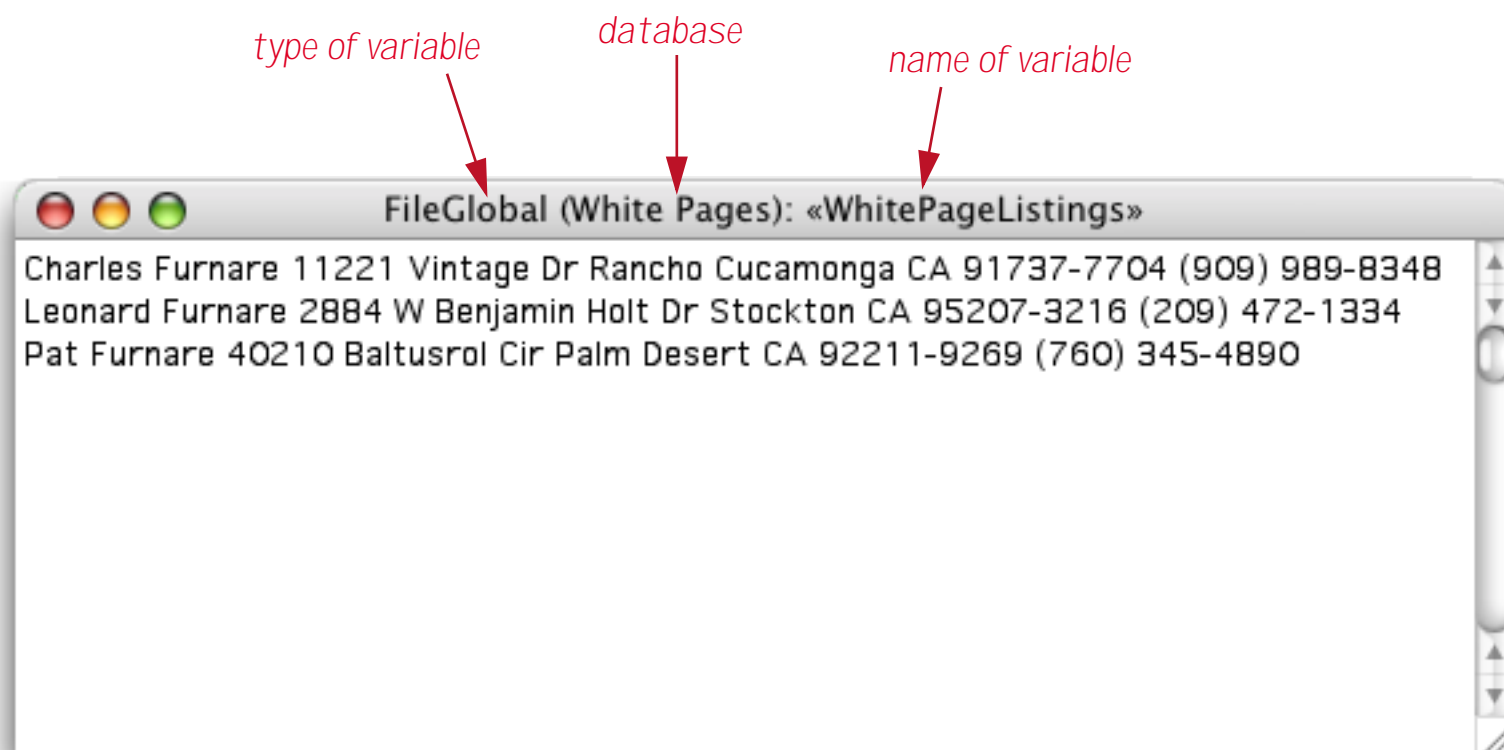 type of variable
database
name of variable
FileGlobal (White Pages): «WhitePageListings»
Charles Furnare 11221 Vintage Dr Rancho Cucamonga CA 91737-7704 (909) 989-8348
Leonard Furnare 2884 W Benjamin Holt Dr Stockton CA 95207-3216 (209) 472-1334
Pat Furnare 40210 Baltusrol Cir Palm Desert CA 92211-9269 (760) 345-4890